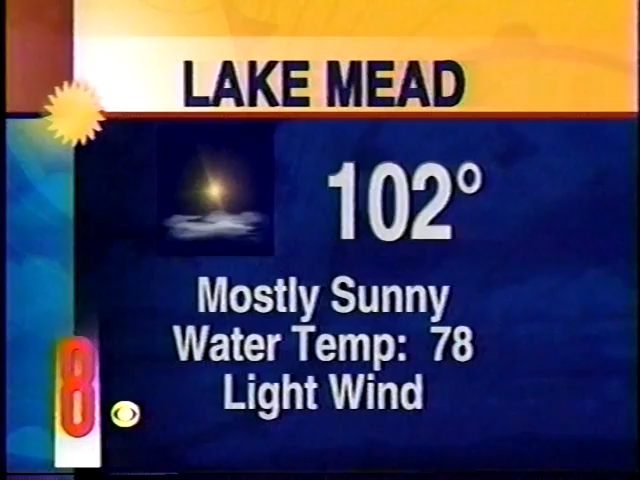 LAKE MEAD
102°
Mostly Sunny
Water Temp: 78
Light Wind
8